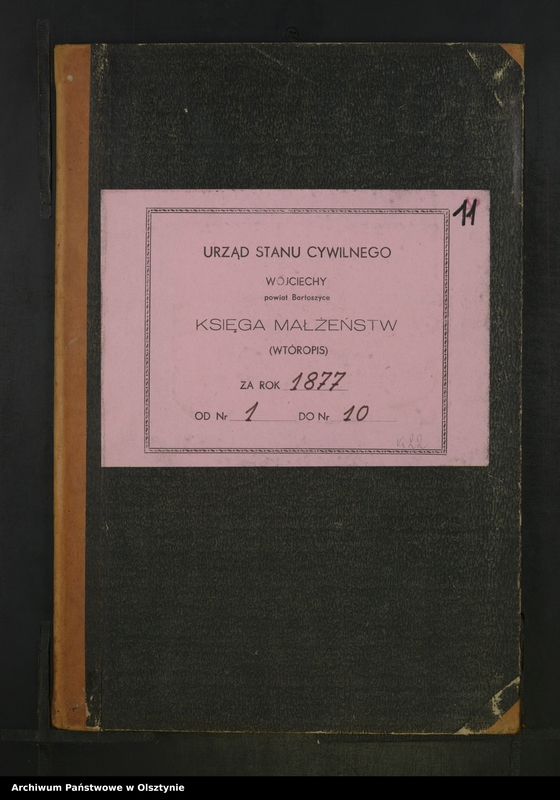 11
URZĄD STANU CYWILNEGO
WÓJCIECHY
powiat Bartoszyce
KSIĘGA MAŁŻEŃSTW
(WTÓROPIS)
ZA ROK 1877
OD Nr 1 DO Nr 10
Archiwum Państwowe w Olsztynie